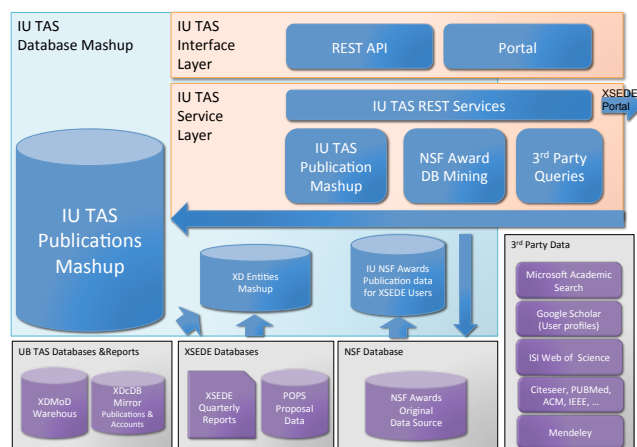 IU TAS
Database Mashup
IU TAS
Interface
Layer
REST API
Portal
IU TAS
Service
Layer
IU TAS REST Services
XSEDE
Portal
IU TAS
Publication
Mashup
NSF Award
DB Mining
3rd Party
Queries
IU TAS
Publications
Mashup
XD Entities
Mashup
IU NSF Awards
Publication data
for XSEDE Users
3rd Party Data
Microsoft Academic
Search
Google Scholar
(User profiles)
ISI Web of Science
Citeseer, PUBMed,
ACM, IEEE, ...
Mendeley
UB TAS Databases &Reports
XDMoD
Warehous
XDcDB
Mirror
Publications &
Accounts
XSEDE Databases
XSEDE
Quarterly
Reports
POPS
Proposal
Data
NSF Database
NSF Awards
Original
Data Source